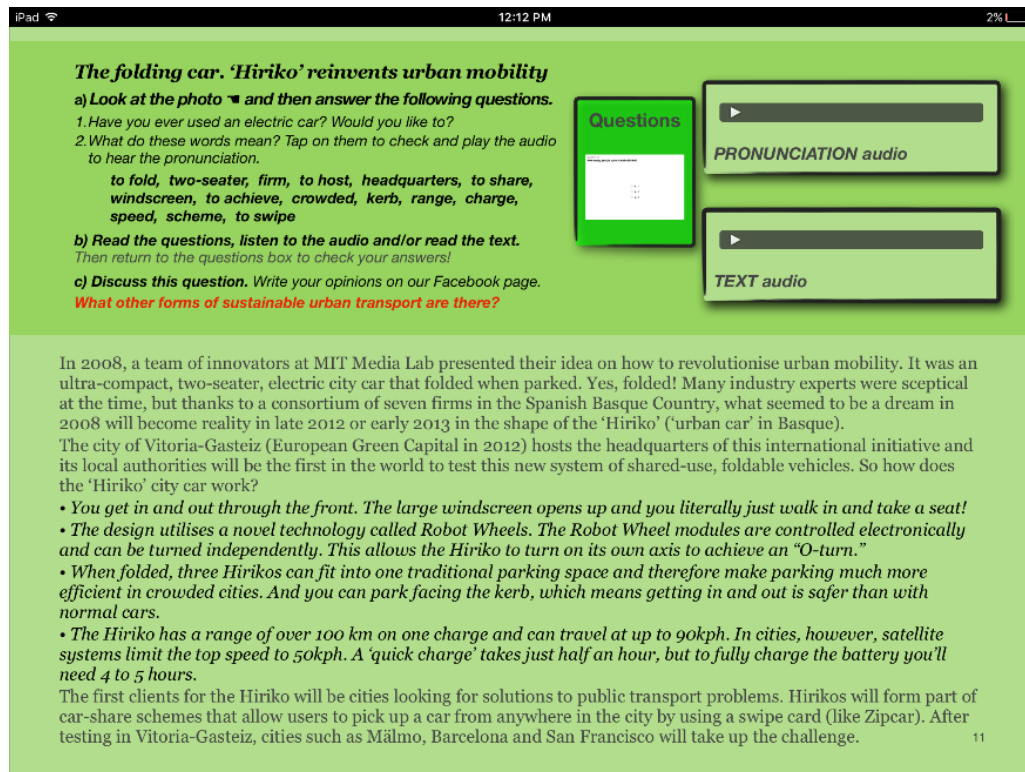 iPad 12:12 PM 2%
The folding car. ‘Hiriko’ reinvents urban mobility
a) Look at the photo ☚ and then answer the following questions.
1. Have you ever used an electric car? Would you like to?
2. What do these words mean? Tap on them to check and play the audio
to hear the pronunciation.
to fold, two-seater, firm, to host, headquarters, to share,
windscreen, to achieve, crowded, kerb, range, charge,
speed, scheme, to swipe
b) Read the questions, listen to the audio and/or read the text.
Then return to the questions box to check your answers!
c) Discuss this question. Write your opinions on our Facebook page.
What other forms of sustainable urban transport are there?
Questions
PRONUNCIATION audio
TEXT audio
In 2008, a team of innovators at MIT Media Lab presented their idea on how to revolutionise urban mobility. It was an
ultra-compact, two-seater, electric city car that folded when parked. Yes, folded! Many industry experts were sceptical
at the time, but thanks to a consortium of seven firms in the Spanish Basque Country, what seemed to be a dream in
2008 will become reality in late 2012 or early 2013 in the shape of the ‘Hiriko’ (‘urban car’ in Basque).
The city of Vitoria-Gasteiz (European Green Capital in 2012) hosts the headquarters of this international initiative and
its local authorities will be the first in the world to test this new system of shared-use, foldable vehicles. So how does
the ‘Hiriko’ city car work?
• You get in and out through the front. The large windscreen opens up and you literally just walk in and take a seat!
• The design utilises a novel technology called Robot Wheels. The Robot Wheel modules are controlled electronically
and can be turned independently. This allows the Hiriko to turn on its own axis to achieve an “O-turn.”
• When folded, three Hirikos can fit into one traditional parking space and therefore make parking much more
efficient in crowded cities. And you can park facing the kerb, which means getting in and out is safer than with
normal cars.
• The Hiriko has a range of over 100 km on one charge and can travel at up to 90kph. In cities, however, satellite
systems limit the top speed to 50kph. A ‘quick charge’ takes just half an hour, but to fully charge the battery you’ll
need 4 to 5 hours.
The first clients for the Hiriko will be cities looking for solutions to public transport problems. Hirikos will form part of
car-share schemes that allow users to pick up a car from anywhere in the city by using a swipe card (like Zipcar). After
testing in Vitoria-Gasteiz, cities such as Mälmo, Barcelona and San Francisco will take up the challenge.
11